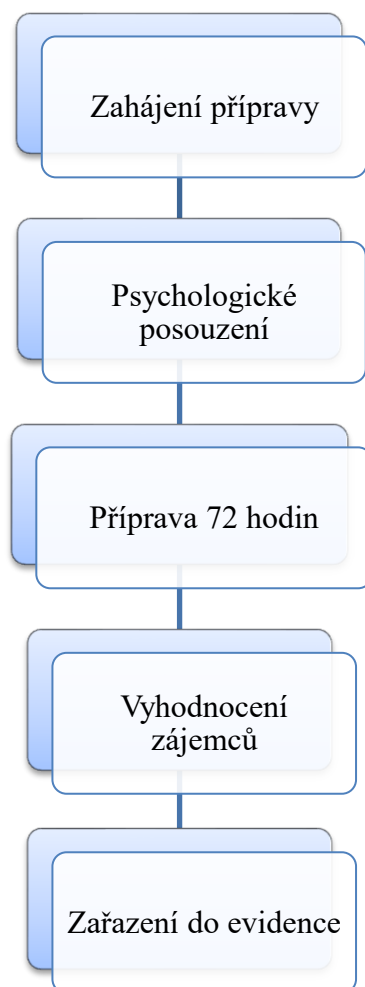 Zahájení přípravy
Psychologické
posouzení
Příprava 72 hodin
Vyhodnocení
zájemců
Zařazení do evidence